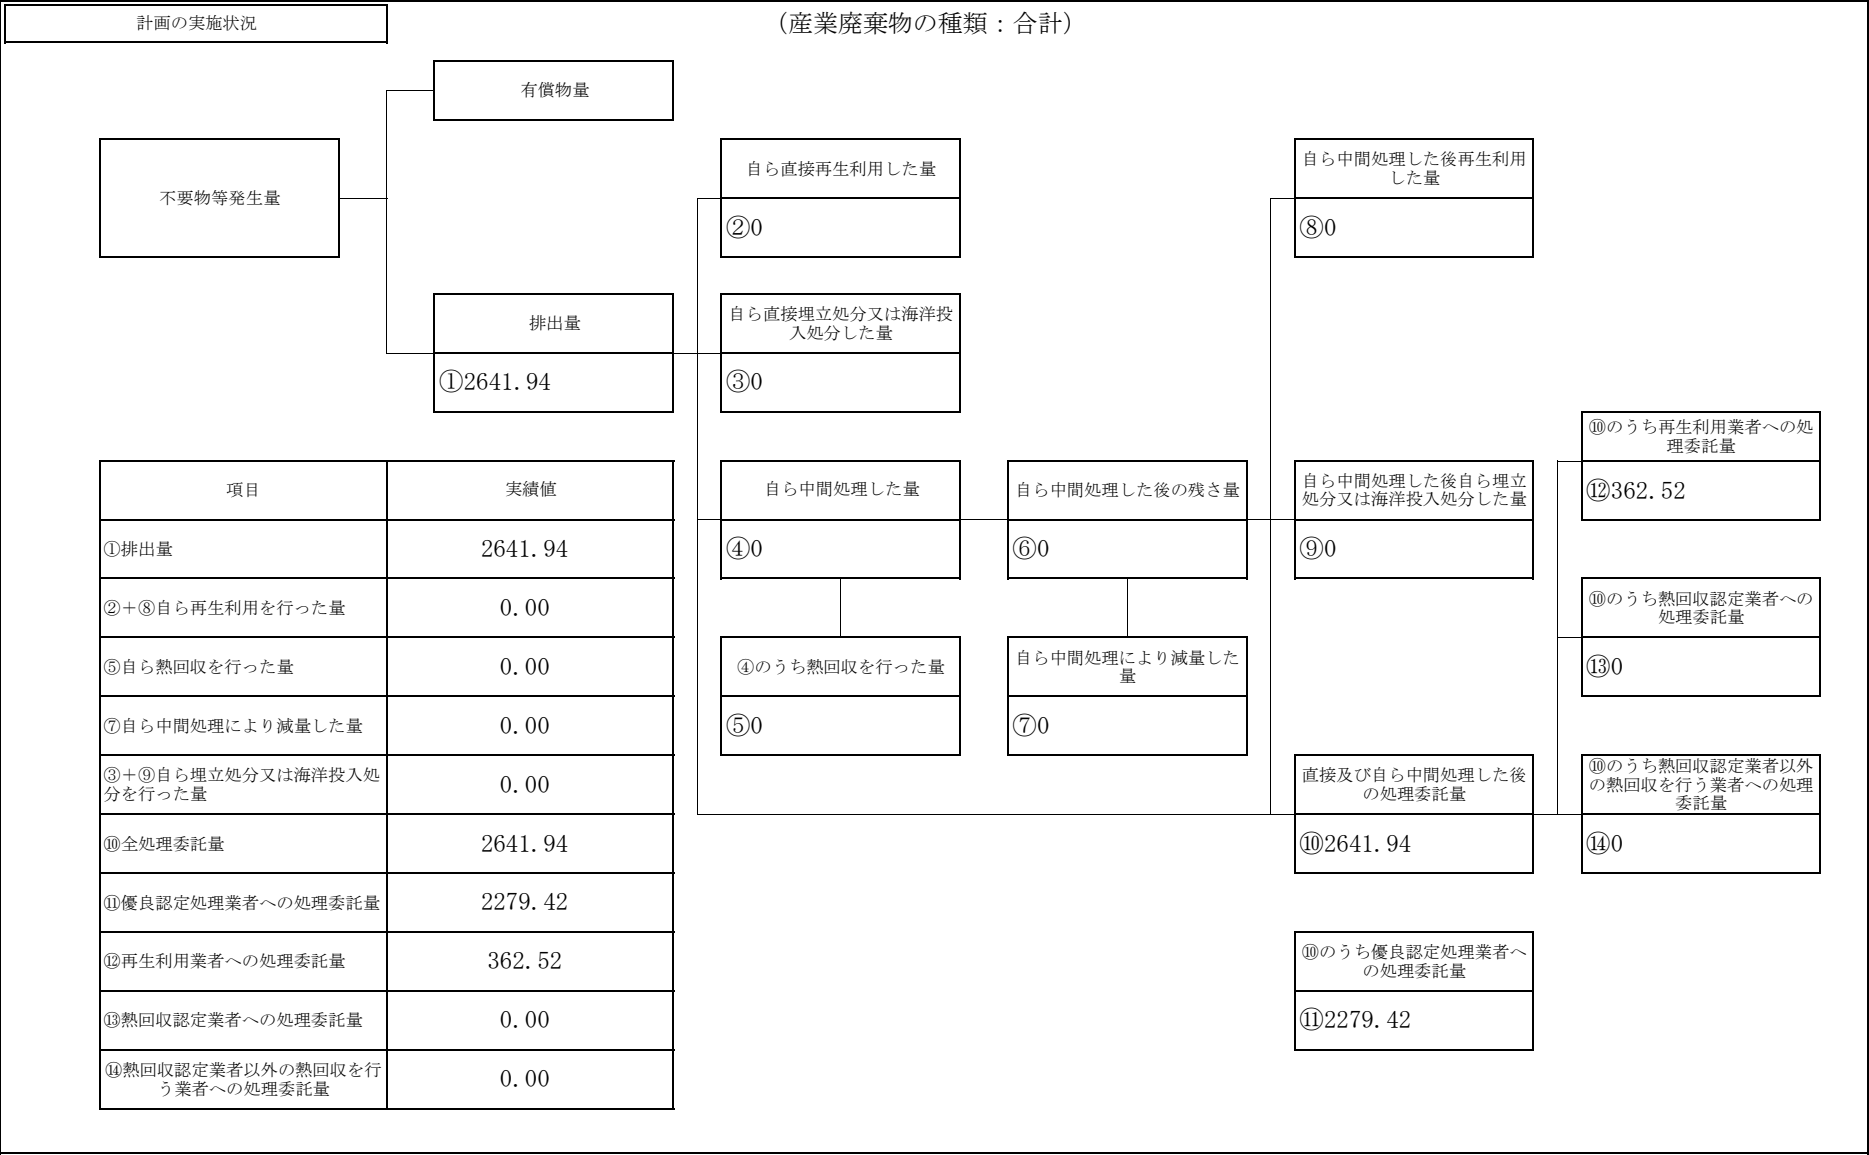 計画の実施状況
（産業廃棄物の種類：合計）
有償物量
不要物等発生量
自ら直接再生利用した量
②0
自ら中間処理した後再生利用
した量
⑧0
排出量
①2641.94
自ら直接埋立処分又は海洋投
入処分した量
③0
⑩のうち再生利用業者への処
理委託量
⑫362.52
自ら中間処理した量
④0
自ら中間処理した後の残さ量
⑥0
自ら中間処理した後自ら埋立
処分又は海洋投入処分した量
⑨0
⑩のうち熱回収認定業者への
処理委託量
⑬0
④のうち熱回収を行った量
⑤0
自ら中間処理により減量した
量
⑦0
直接及び自ら中間処理した後
の処理委託量
⑩2641.94
⑩のうち熱回収認定業者以外
の熱回収を行う業者への処理
委託量
⑭0
⑩のうち優良認定処理業者へ
の処理委託量
⑪2279.42
項目 実績値
①排出量 2641.94
②＋⑧自ら再生利用を行った量 0.00
⑤自ら熱回収を行った量 0.00
⑦自ら中間処理により減量した量 0.00
③＋⑨自ら埋立処分又は海洋投入処
分を行った量 0.00
⑩全処理委託量 2641.94
⑪優良認定処理業者への処理委託量 2279.42
⑫再生利用業者への処理委託量 362.52
⑬熱回収認定業者への処理委託量 0.00
⑭熱回収認定業者以外の熱回収を行
う業者への処理委託量 0.00